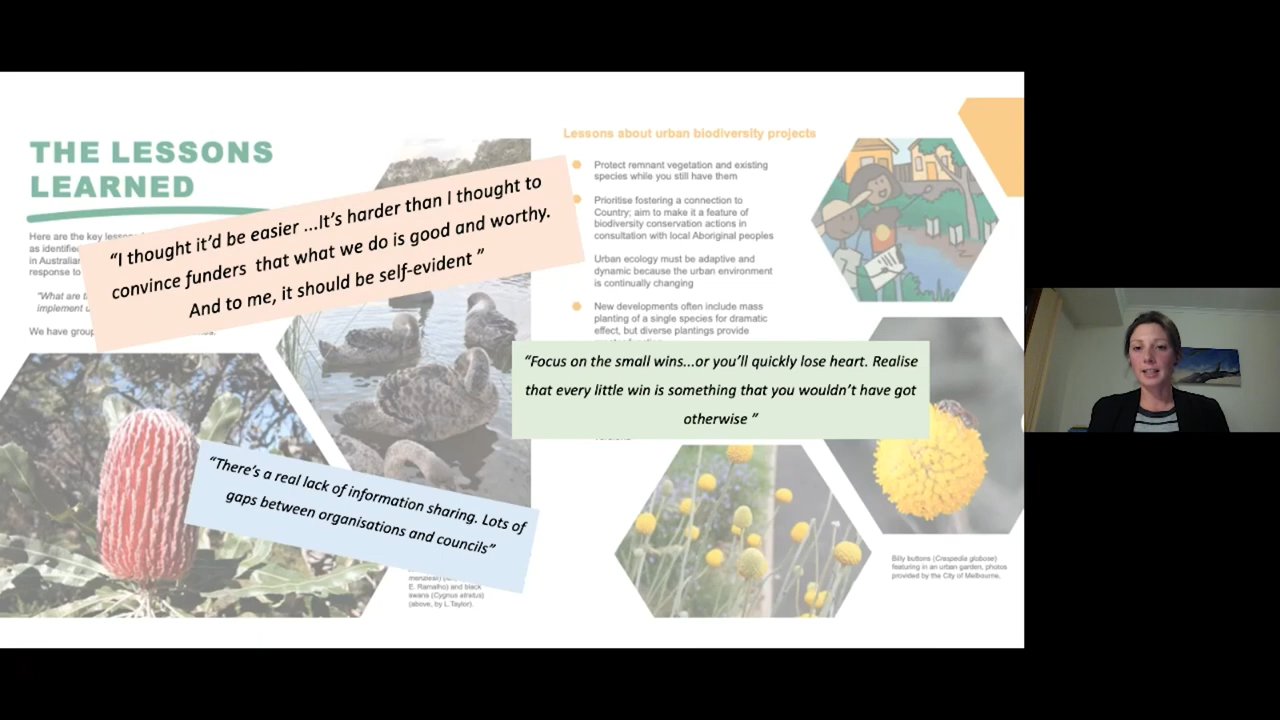 THE LESSONS
LEARNED
Here are the key lessons
as identified
in Australian
response to
"What are
implement
We have group
"I thought it'd be easier ...It's harder than I thought to
convince funders that what we do is good and worthy.
And to me, it should be self-evident "
"There's a real lack of information sharing. Lots of
gaps between organisations and councils"
E. Ramalho) and black
swans (Cygnus atratus)
(above, by L.Taylor).
Lessons about urban biodiversity projects
Protect remnant vegetation and existing
species while you still have them
Prioritise fostering a connection to
Country; aim to make it a feature of
biodiversity conservation actions in
consultation with local Aboriginal peoples
Urban ecology must be adaptive and
dynamic because the urban environment
is continually changing
New developments often include mass
planting of a single species for dramatic
effect, but diverse plantings provide
"Focus on the small wins...or you'll quickly lose heart. Realise
that every little win is something that you wouldn't have got
otherwise "
Billy buttons (Craspedia globosa)
featuring in an urban garden, photos
provided by the City of Melbourne.